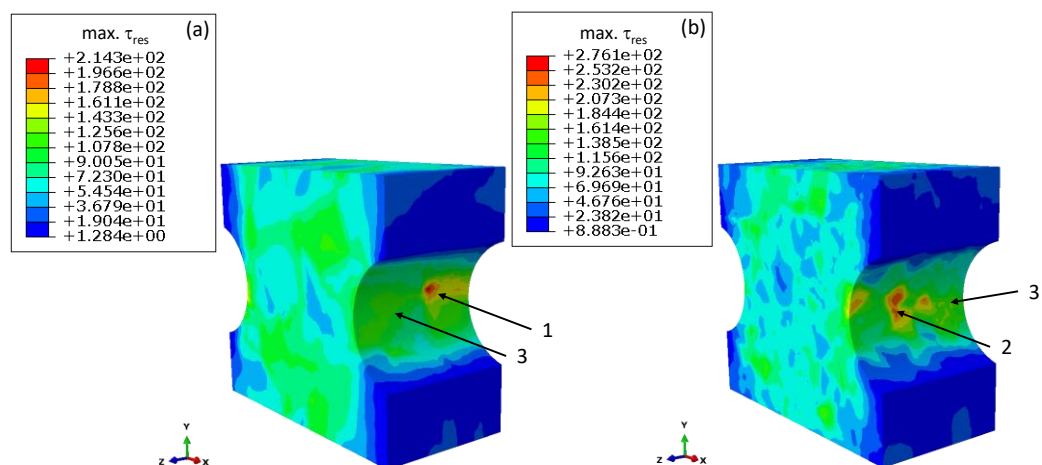 max. τres (a)
+2.143e+02
+1.966e+02
+1.788e+02
+1.611e+02
+1.433e+02
+1.256e+02
+1.078e+02
+9.005e+01
+7.230e+01
+5.454e+01
+3.679e+01
+1.904e+01
+1.284e+00
1
3
Y
Z X
max. τres (b)
+2.761e+02
+2.532e+02
+2.302e+02
+2.073e+02
+1.844e+02
+1.614e+02
+1.385e+02
+1.156e+02
+9.263e+01
+6.969e+01
+4.676e+01
+2.382e+01
+8.883e-01
3
2
Y
Z X